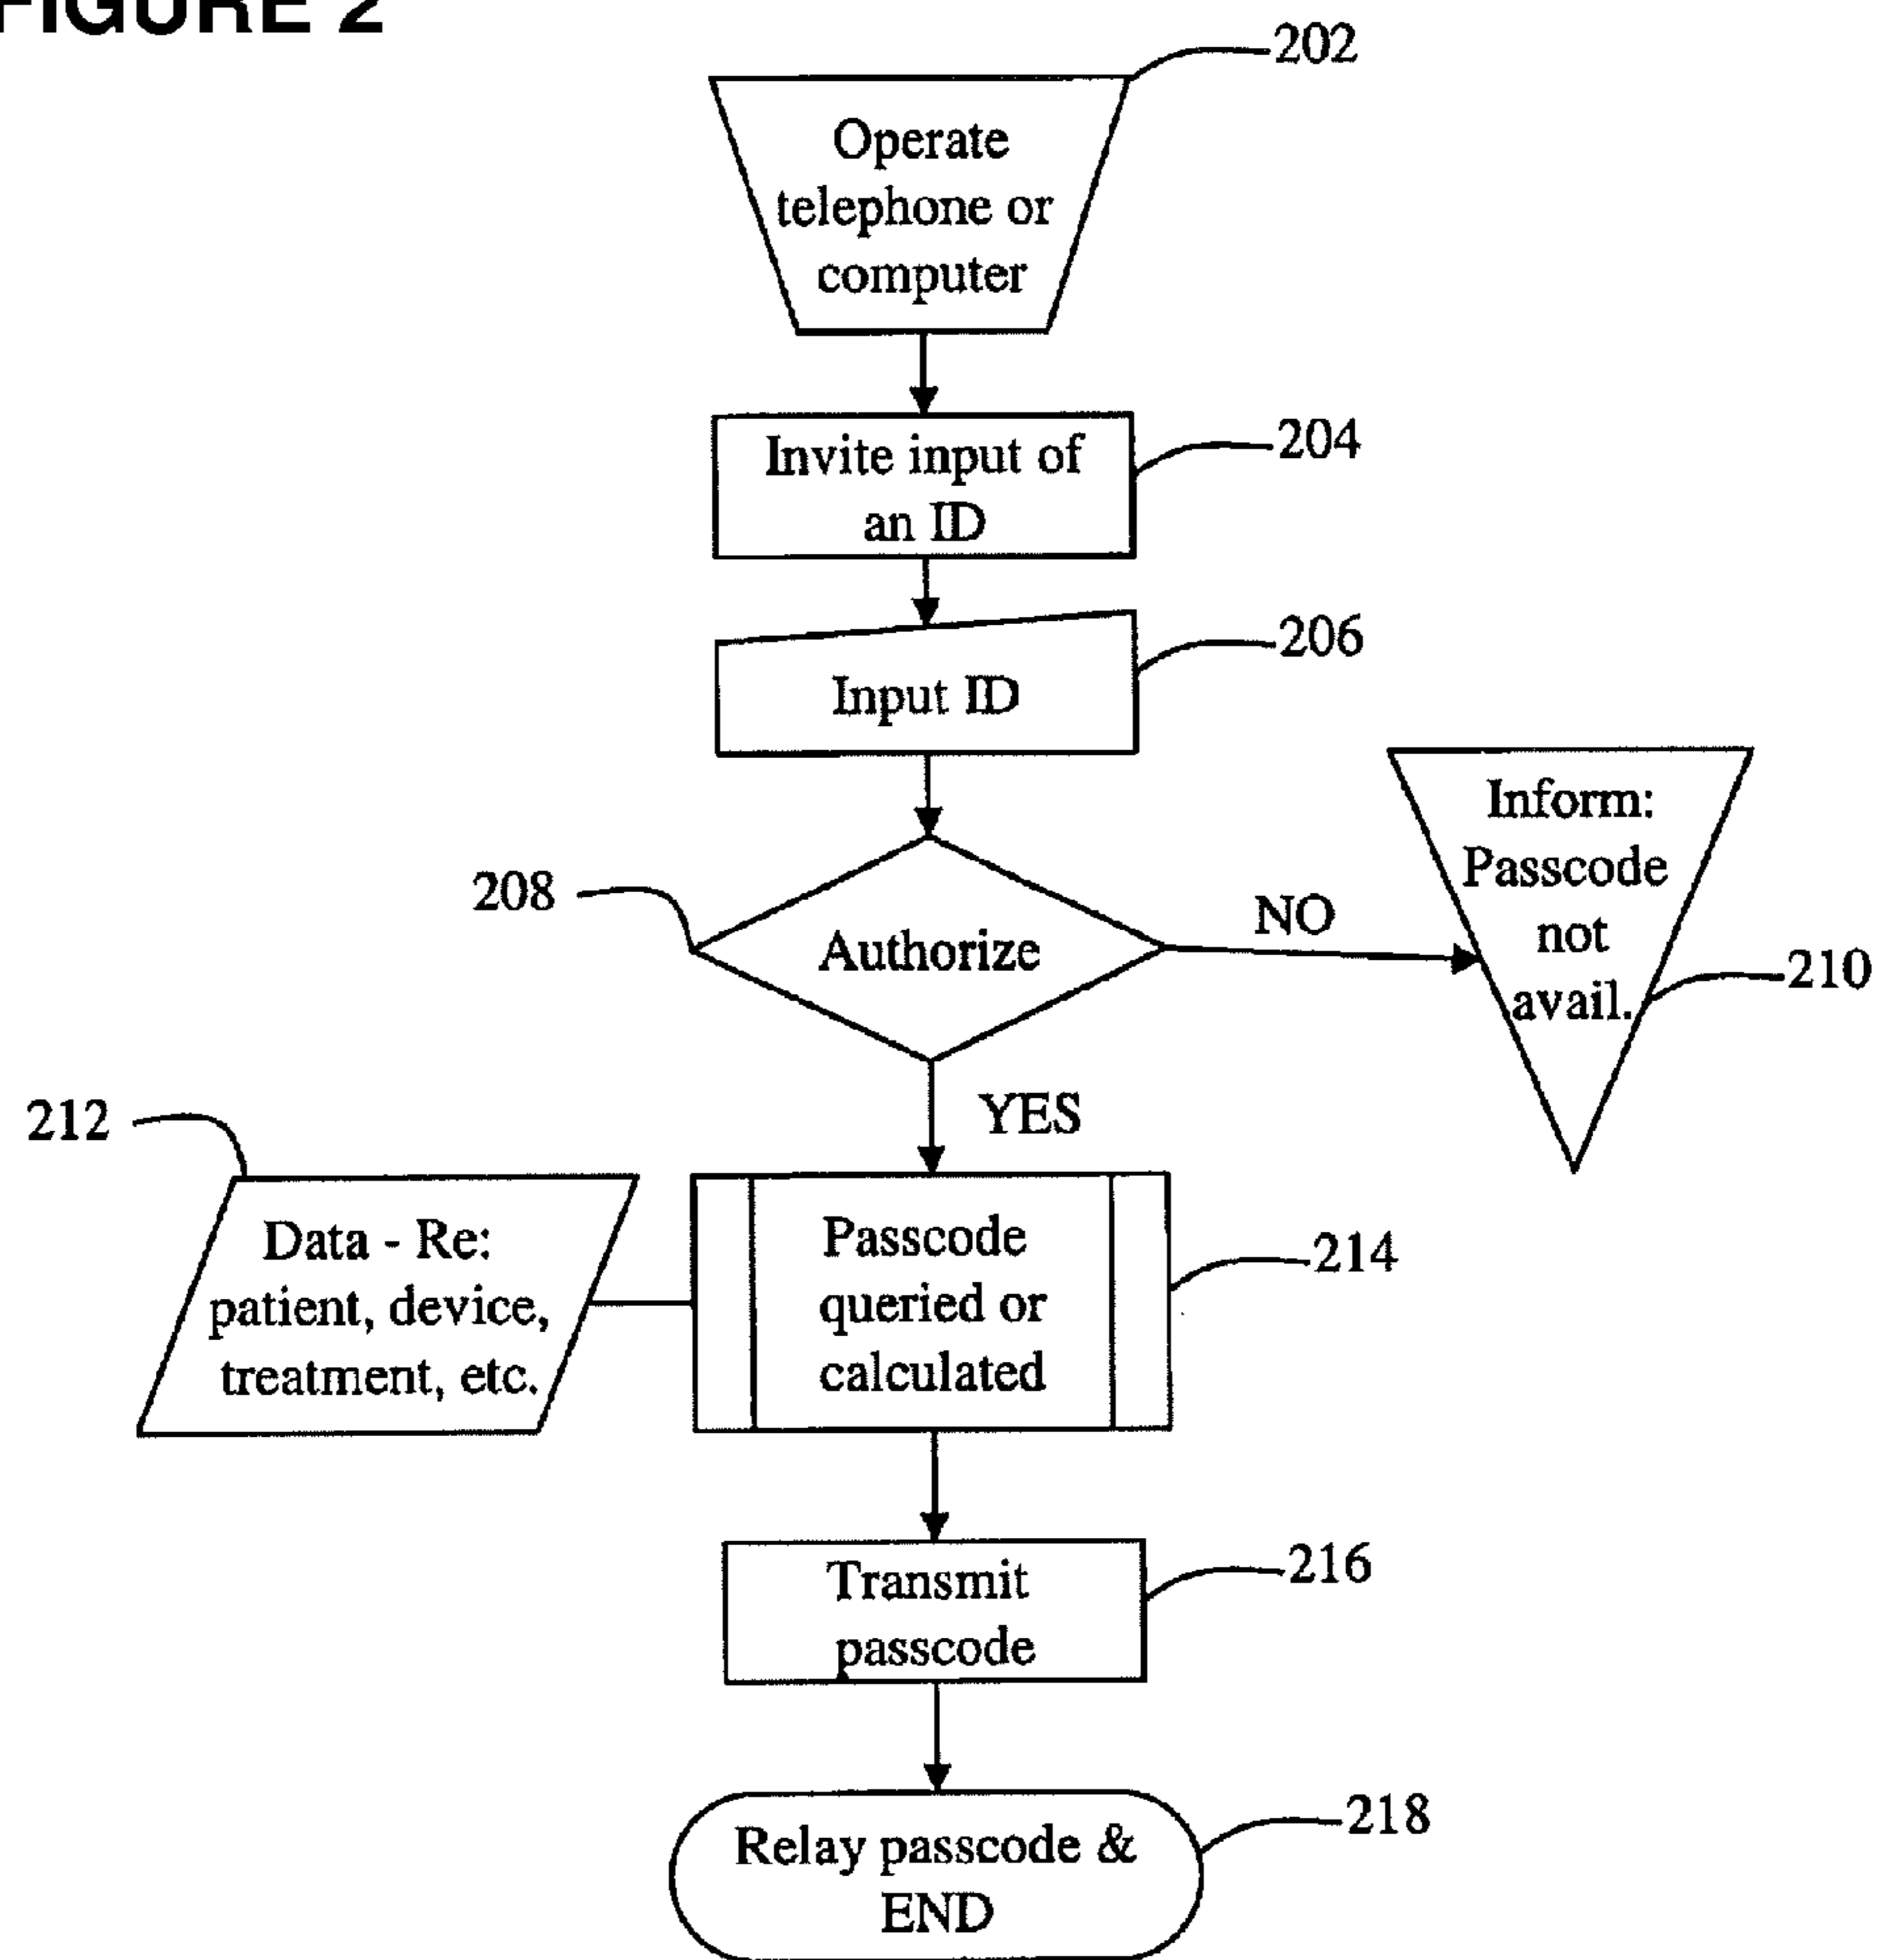 FIGURE 2
202
Operate
telephone or
computer
Invite input of
an ID
204
Input ID
206
208
Authorize
NO
Inform:
Passcode
not
avail.
210
YES
212
Data - Re:
patient, device,
treatment, etc.
Passcode
queried or
calculated
214
Transmit
passcode
216
Relay passcode &
END
218